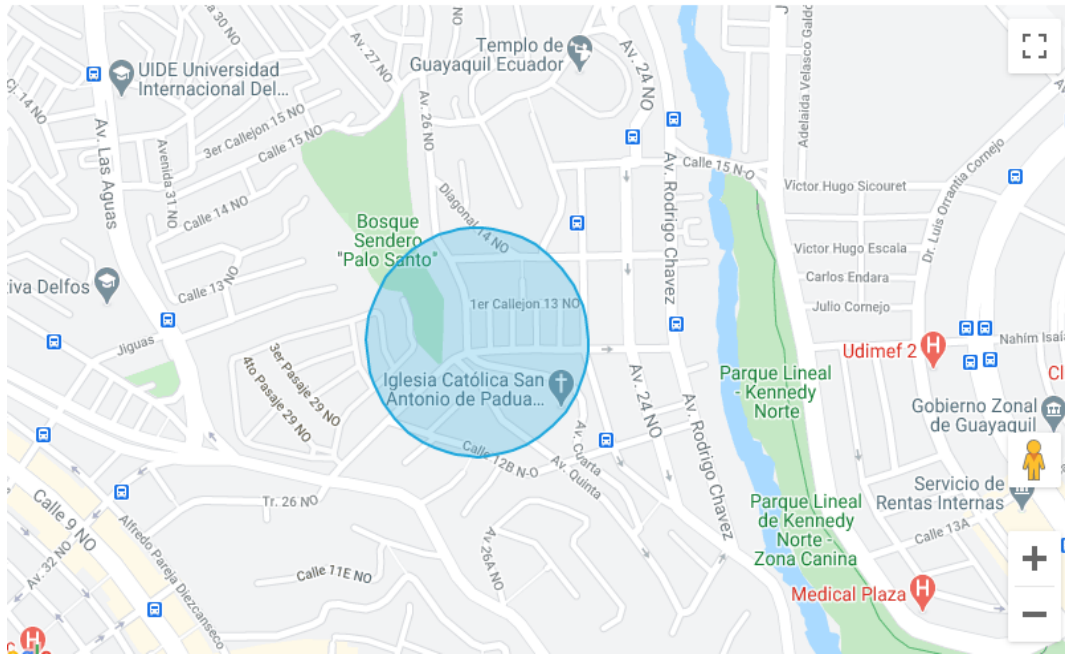 30 NO
Av. 27 NO
Templo de
Guayaquil Ecuador
Av. 24 NO
Adelaida Velasco Galdo
UIDE Universidad
Internacional Del...
14 NO
Av. Las Aguas
3er Callejon 15 NO
Calle 15 NO
Av. 26 NO
Avenida 31 NO
Calle 14 NO
Av. Rodrigo Chavez
Calle 15 N-O
Victor Hugo Sicouret
Dr. Luis Orrantia Cornejo
Diagonal 14 NO
Bosque
Sendero
"Palo Santo"
Victor Hugo Escala
Carlos Endara
Julio Cornejo
tiva Delfos
Calle 13 NO
1er Callejon 13 NO
Jiguas
3er Pasaje 29 NO
4to Pasaje 29 NO
Udimef 2
Nahím Isaí
Cl
Iglesia Católica San
Antonio de Padua...
Parque Lineal
- Kennedy
Norte
Av. 24 NO
Av. Rodrigo Chavez
Gobierno Zonal
de Guayaquil
Calle 12B N-O
Av. Cuarta
Av. Quinta
Servicio de
Rentas Internas
Calle 9 NO
Tr. 26 NO
Parque Lineal
de Kennedy
Norte -
Zona Canina
Calle 13A
Alfredo Pareja Diezcanseco
Av. 26A NO
Av. 32 NO
Calle 11E NO
Medical Plaza